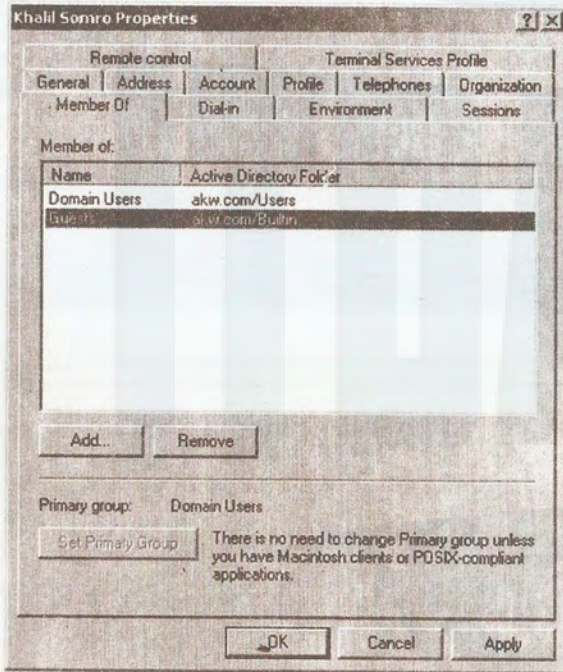 Khalil Somro Properties
Remote control Terminal Services Profile
General Address Account Profile Telephones Organization
Member Of Dial-in Environment Sessions
Member of:
Name Active Directory Folder
Domain Users akw.com/Users
Guests akw.com/Builtin
Add... Remove
Primary group: Domain Users
Set Primary Group
There is no need to change Primary group unless
you have Macintosh clients or POSIX-compliant
applications.
OK Cancel Apply